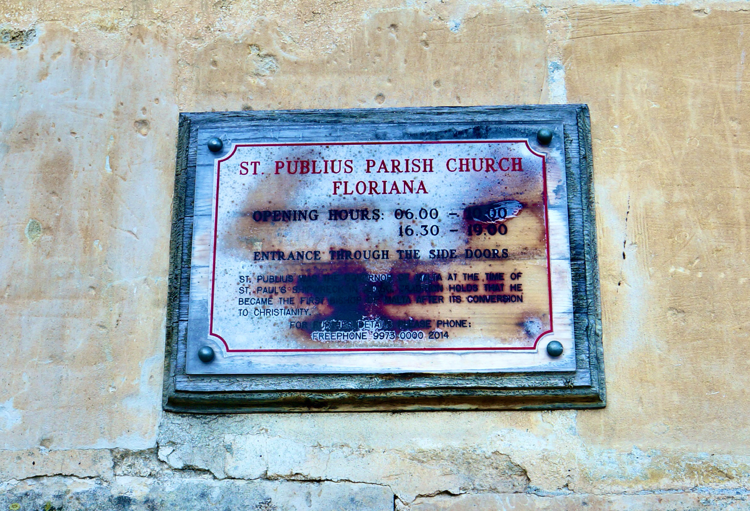 ST. PUBLIUS PARISH CHURCH
FLORIANA
OPENING HOURS: 06.00 - .00
16.30 - 19.00
ENTRANCE THROUGH THE SIDE DOORS
ST. PUBLIUS AT THE TIME OF
ST. PAUL'S HOLDS THAT HE
BECAME THE FIRST AFTER ITS CONVERSION
TO CHRISTIANITY.
FOR PHONE:
FREEPHONE 9973 0000 2014